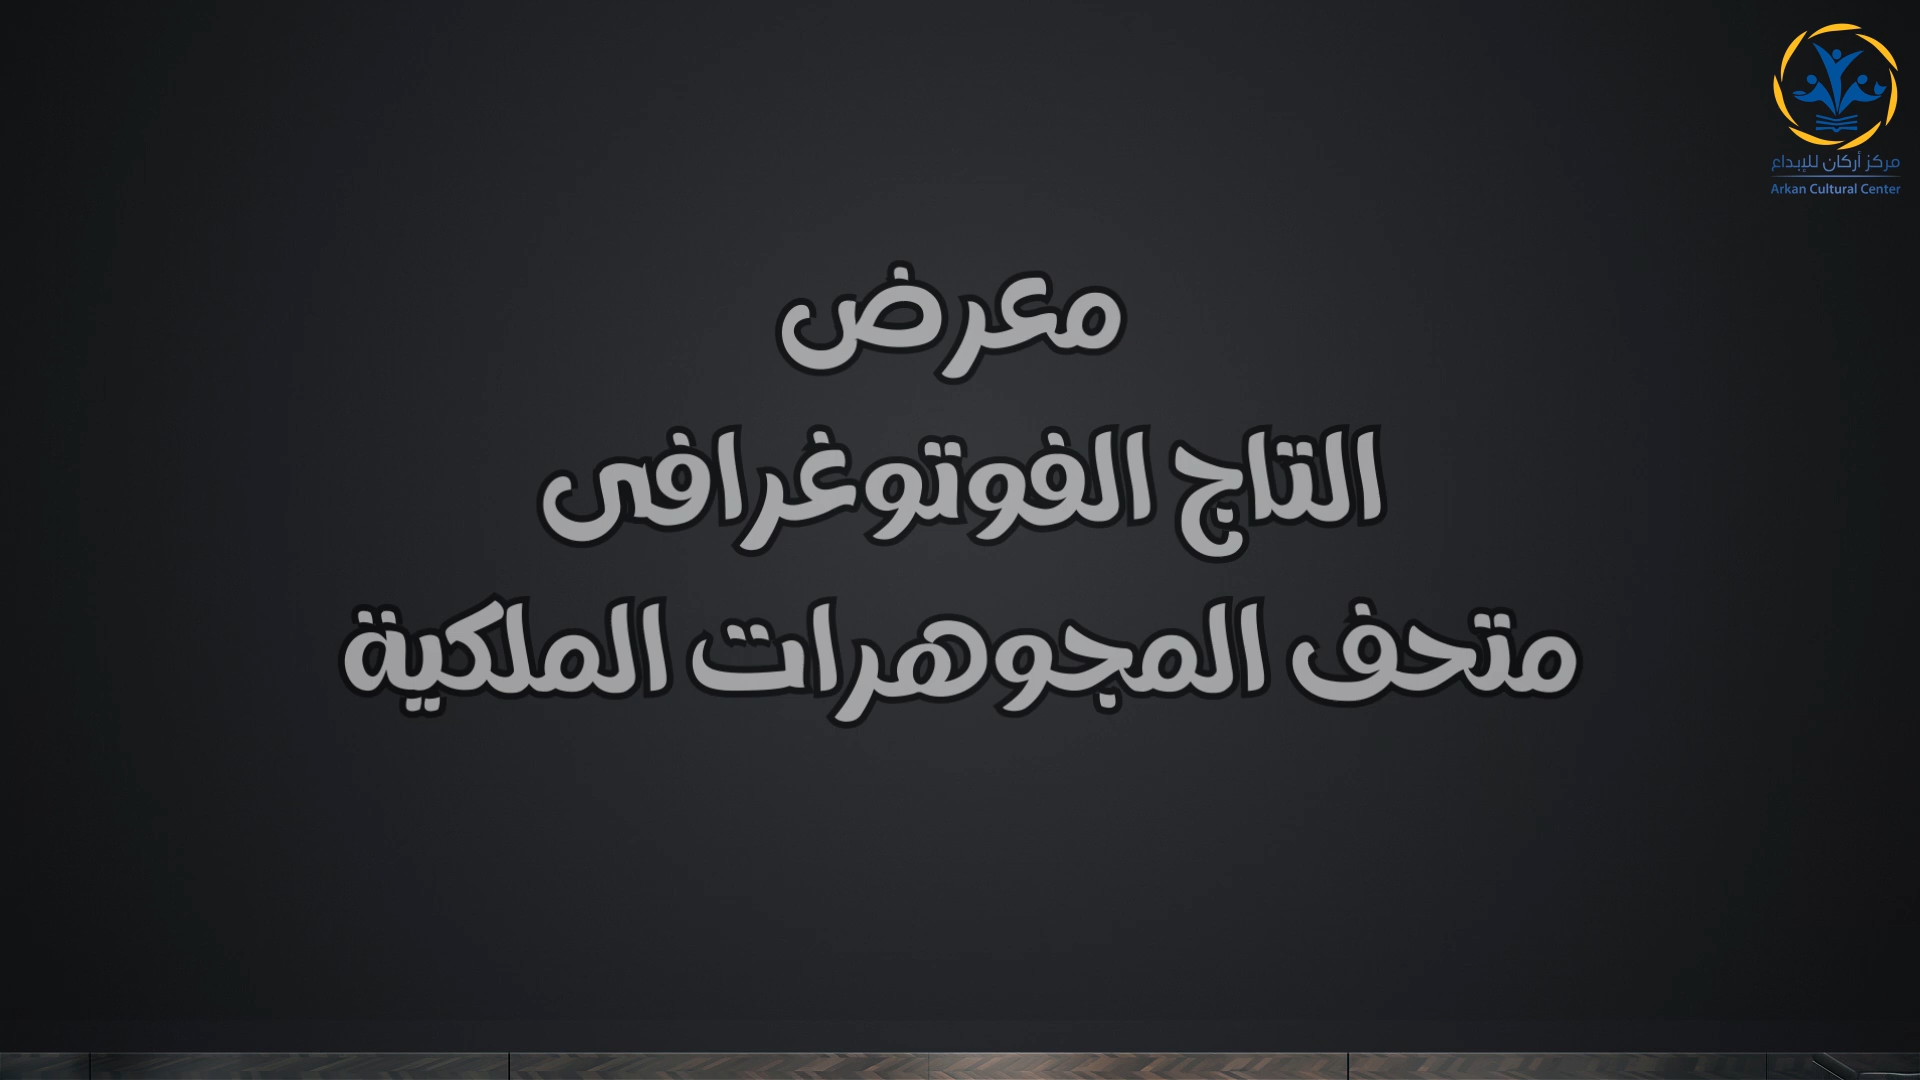 مركز أركان للإبداع
Arkan Cultural Center
معرض
التاج الفوتوغرافى
متحف المجوهرات الملكية